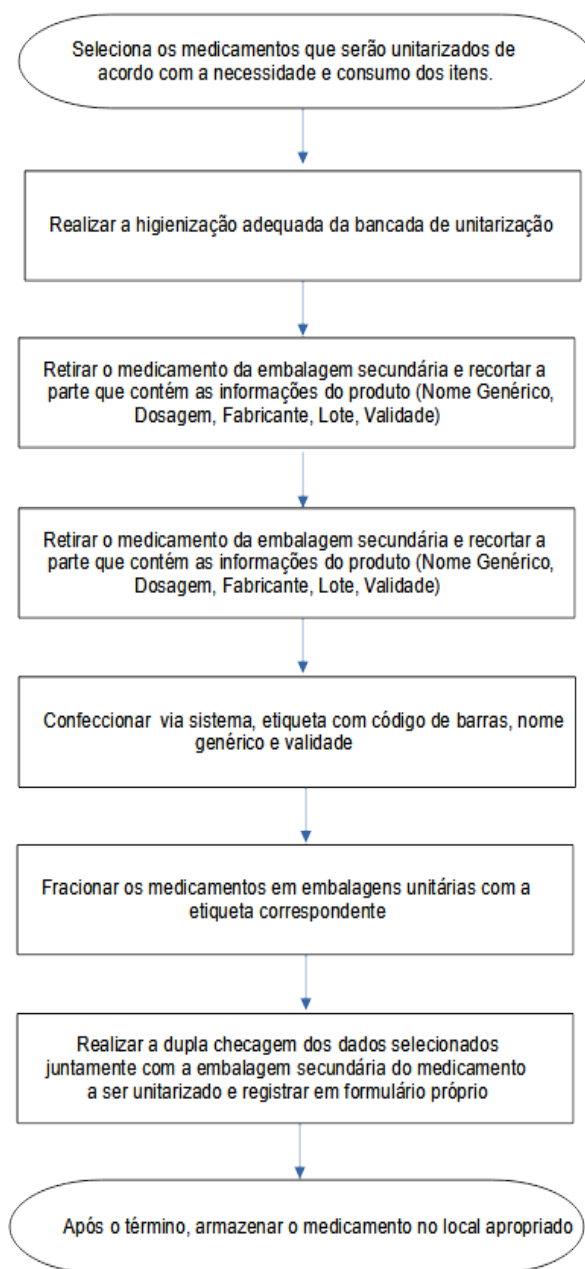 Seleciona os medicamentos que serão unitarizados de
acordo com a necessidade e consumo dos itens.
Realizar a higienização adequada da bancada de unitarização
Retirar o medicamento da embalagem secundária e recortar a
parte que contém as informações do produto (Nome Genérico,
Dosagem, Fabricante, Lote, Validade)
Retirar o medicamento da embalagem secundária e recortar a
parte que contém as informações do produto (Nome Genérico,
Dosagem, Fabricante, Lote, Validade)
Confeccionar via sistema, etiqueta com código de barras, nome
genérico e validade
Fracionar os medicamentos em embalagens unitárias com a
etiqueta correspondente
Realizar a dupla checagem dos dados selecionados
juntamente com a embalagem secundária do medicamento
a ser unitarizado e registrar em formulário próprio
Após o término, armazenar o medicamento no local apropriado